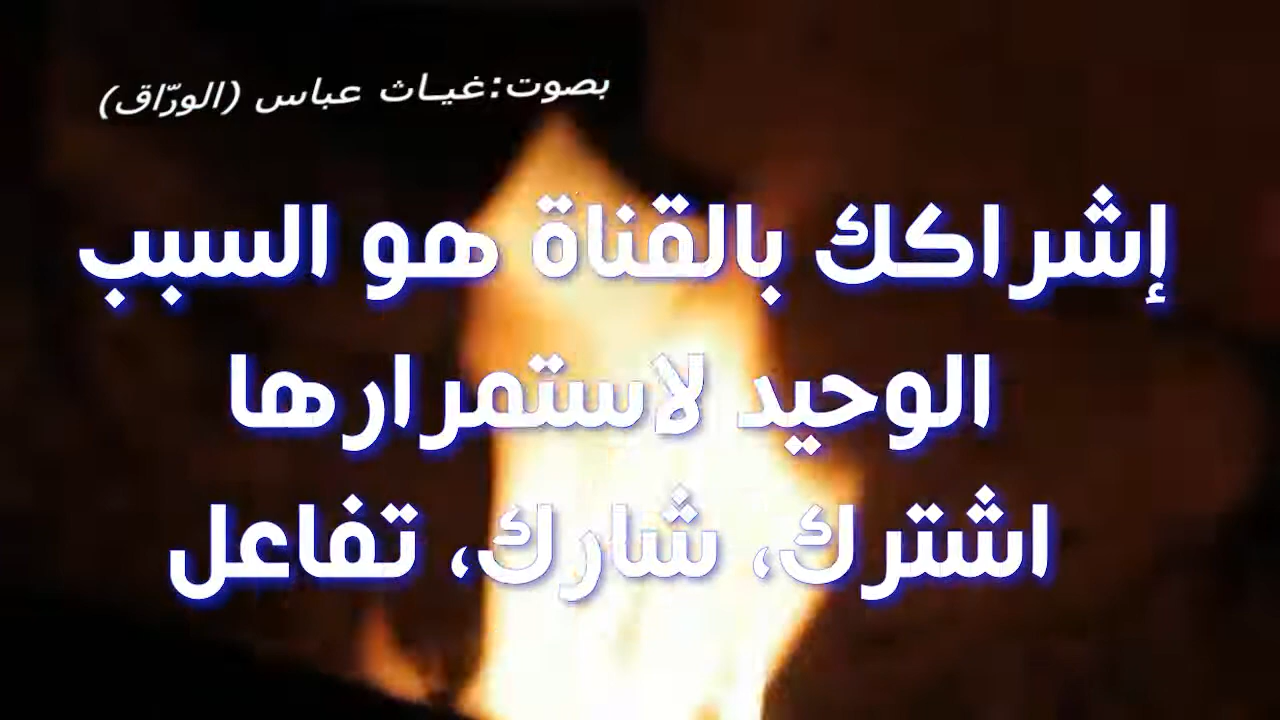 بصوت:غياث عباس (الورّاق)
إشراكك بالقناة هو السبب
الوحيد لاستمرارها
اشترك، شارك، تفاعل